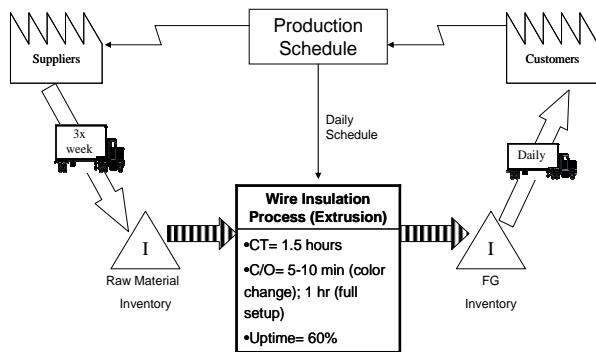 Production
Schedule
Suppliers
Customers
3x
week
Daily
Schedule
Daily
Wire Insulation
Process (Extrusion)
•CT= 1.5 hours
•C/O= 5-10 min (color
change); 1 hr (full
setup)
•Uptime= 60%
I
Raw Material
Inventory
I
FG
Inventory